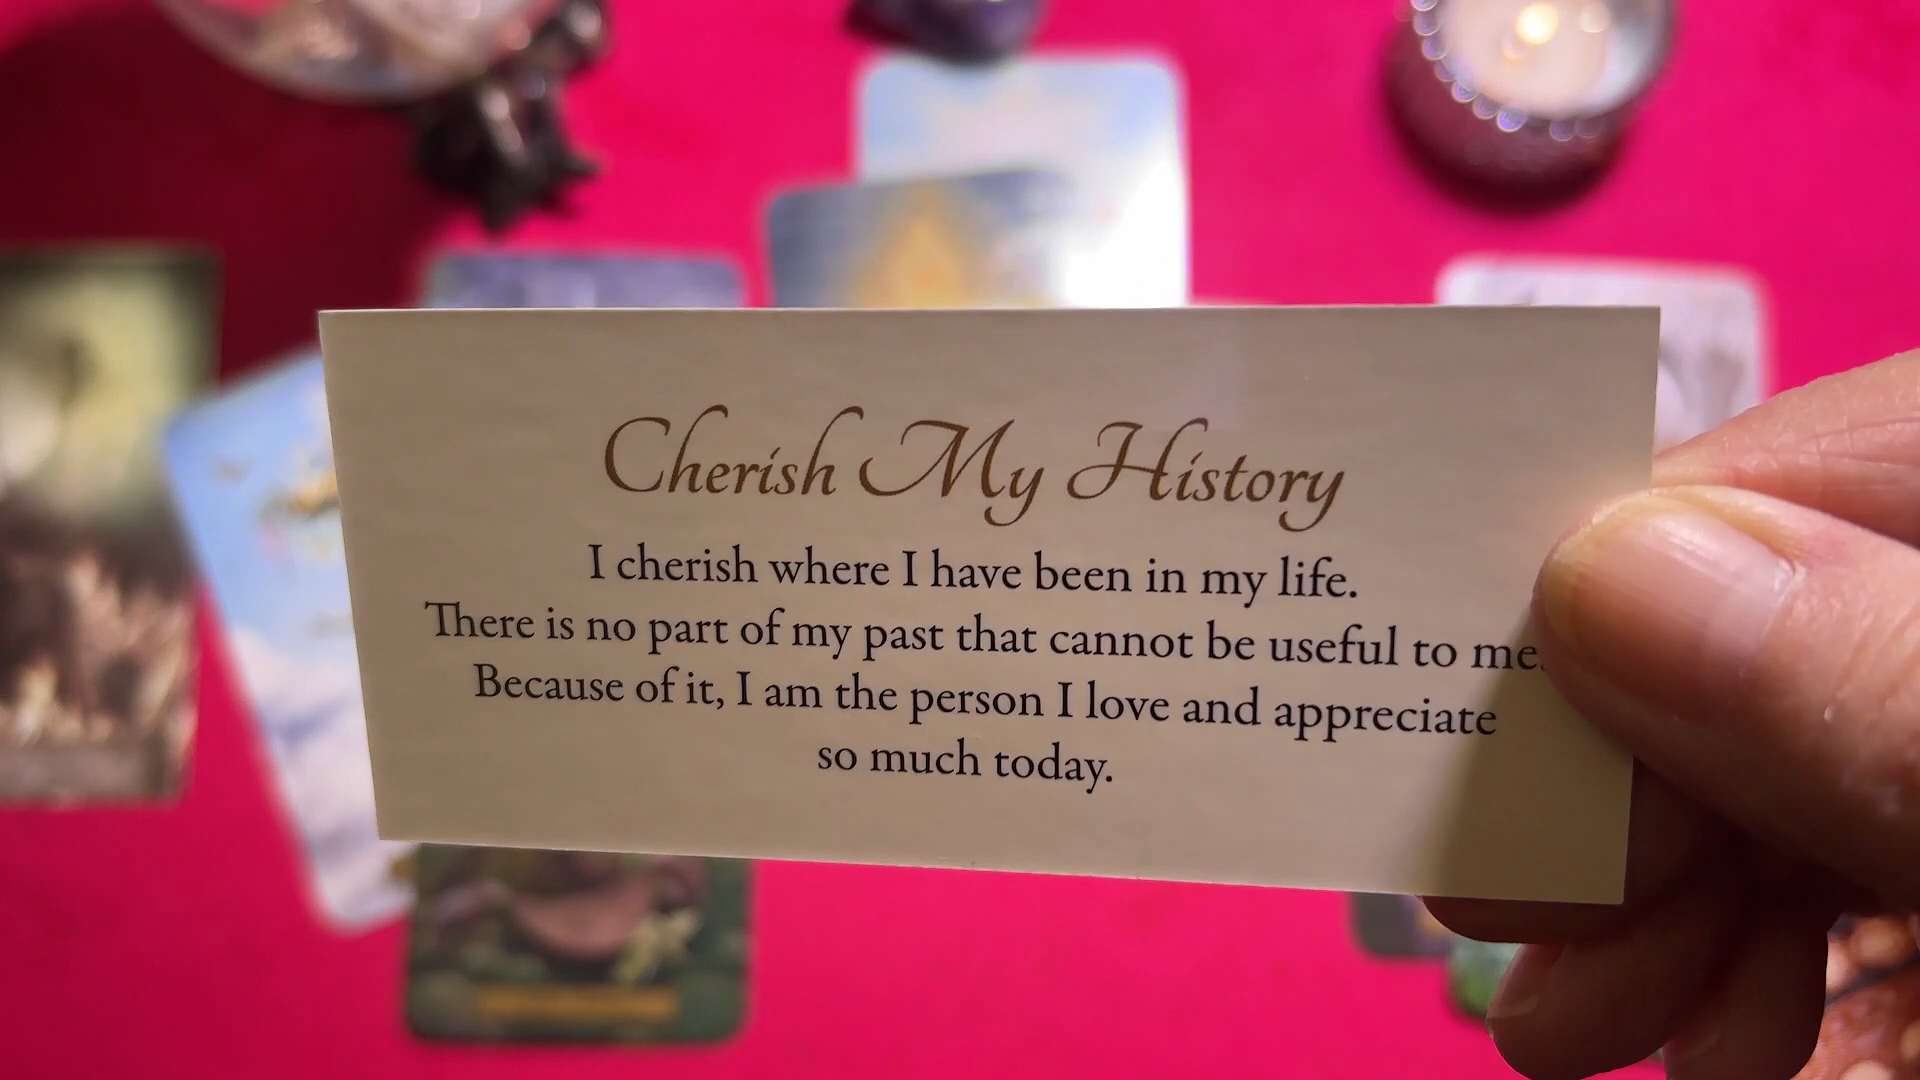 Cherish My History
I cherish where I have been in my life.
There is no part of my past that cannot be useful to me.
Because of it, I am the person I love and appreciate
so much today.